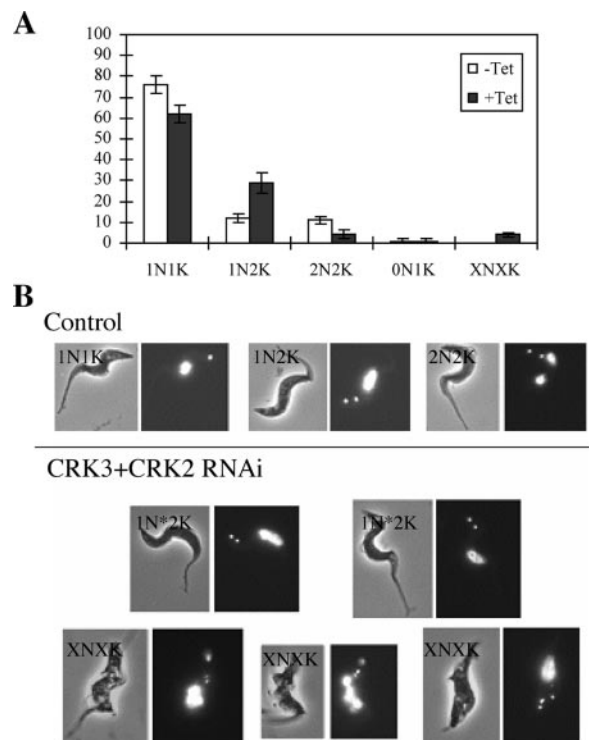 A
100
90
80
70
60
50
40
30
20
10
0
-Tet
+Tet
1N1K 1N2K 2N2K 0N1K XNXK
B
Control
1N1K 1N2K 2N2K
CRK3+CRK2 RNAi
1N*2K 1N*2K
XNXK XNXK XNXK